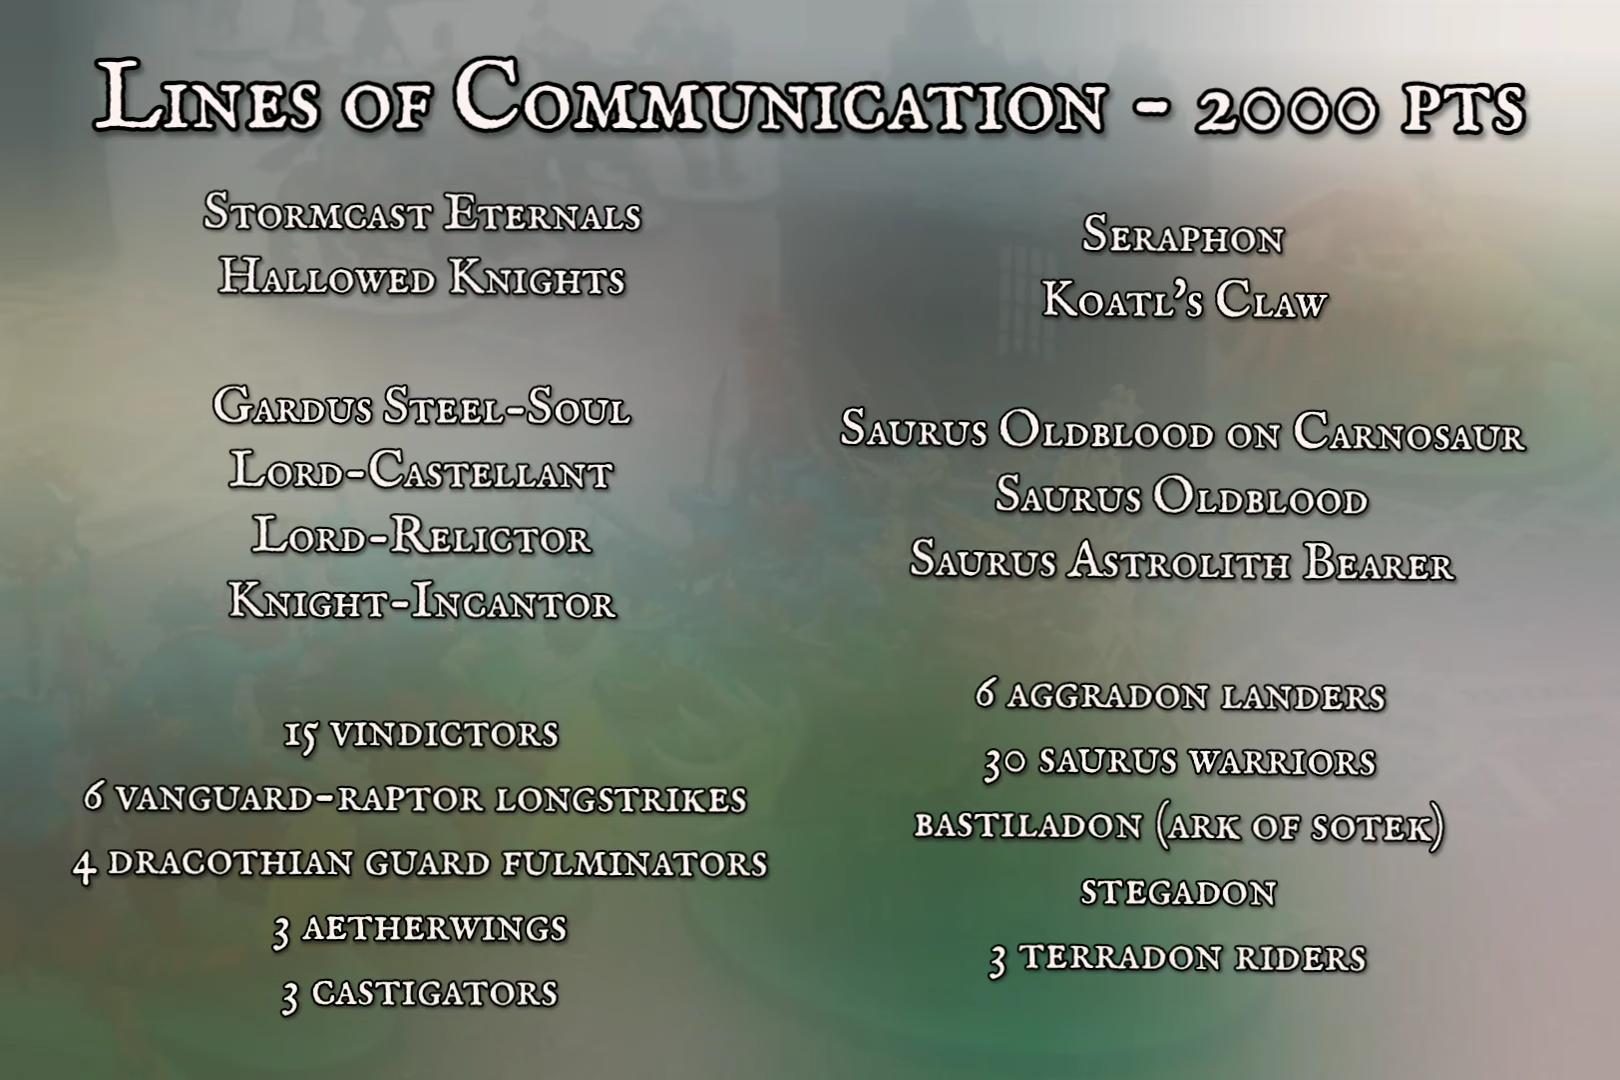 Lines of Communication - 2000 pts
Stormcast Eternals
Hallowed Knights
Gardus Steel-Soul
Lord-Castellant
Lord-Relictor
Knight-Incantor
15 vindictors
6 vanguard-raptor longstrikes
4 dracothian guard fulminators
3 aetherwings
3 castigators
Seraphon
Koatl's Claw
Saurus Oldblood on Carnosaur
Saurus Oldblood
Saurus Astrolith Bearer
6 aggradon landers
30 saurus warriors
bastiladon (ark of sotek)
stegadon
3 terradon riders